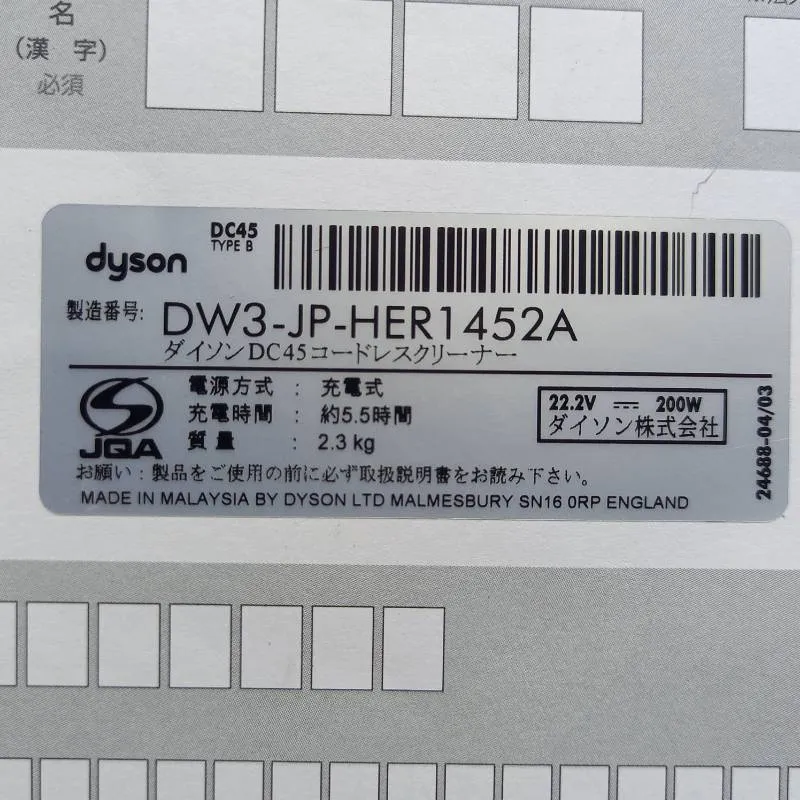 名
(漢 字)
必須
dyson
DC45
TYPE B
製造番号: DW3-JP-HER1452A
ダイソンDC45コードレスクリーナー
JQA
電源方式 : 充電式
充電時間 : 約5.5時間
質量 : 2.3 kg
22.2V ⎓ 200W
ダイソン株式会社
お願い:製品をご使用の前に必ず取扱説明書をお読み下さい。
MADE IN MALAYSIA BY DYSON LTD MALMESBURY SN16 0RP ENGLAND
24688-04/03